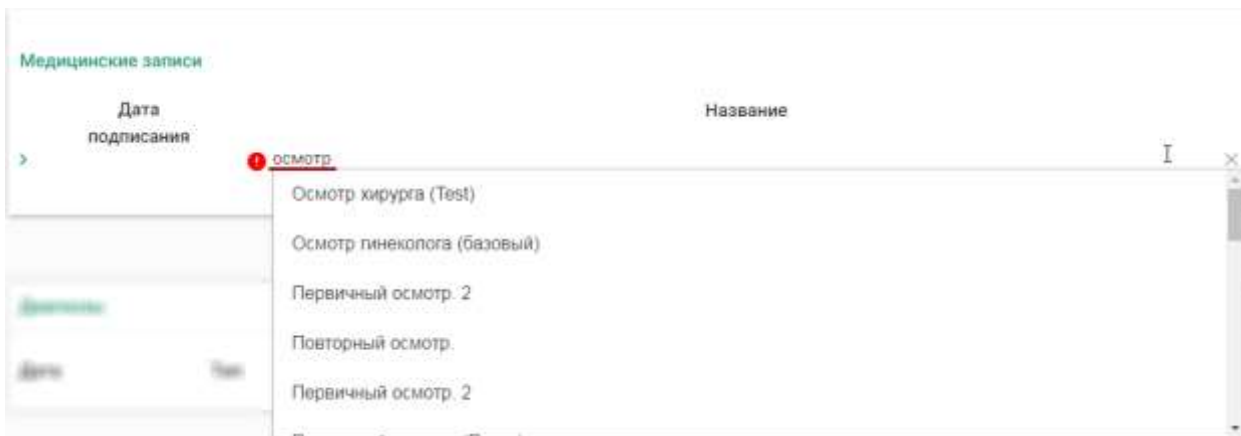 Медицинские записи
Дата
подписания
Название
осмотр
Осмотр хирурга (Test)
Осмотр гинеколога (базовый)
Первичный осмотр. 2
Повторный осмотр.
Первичный осмотр. 2